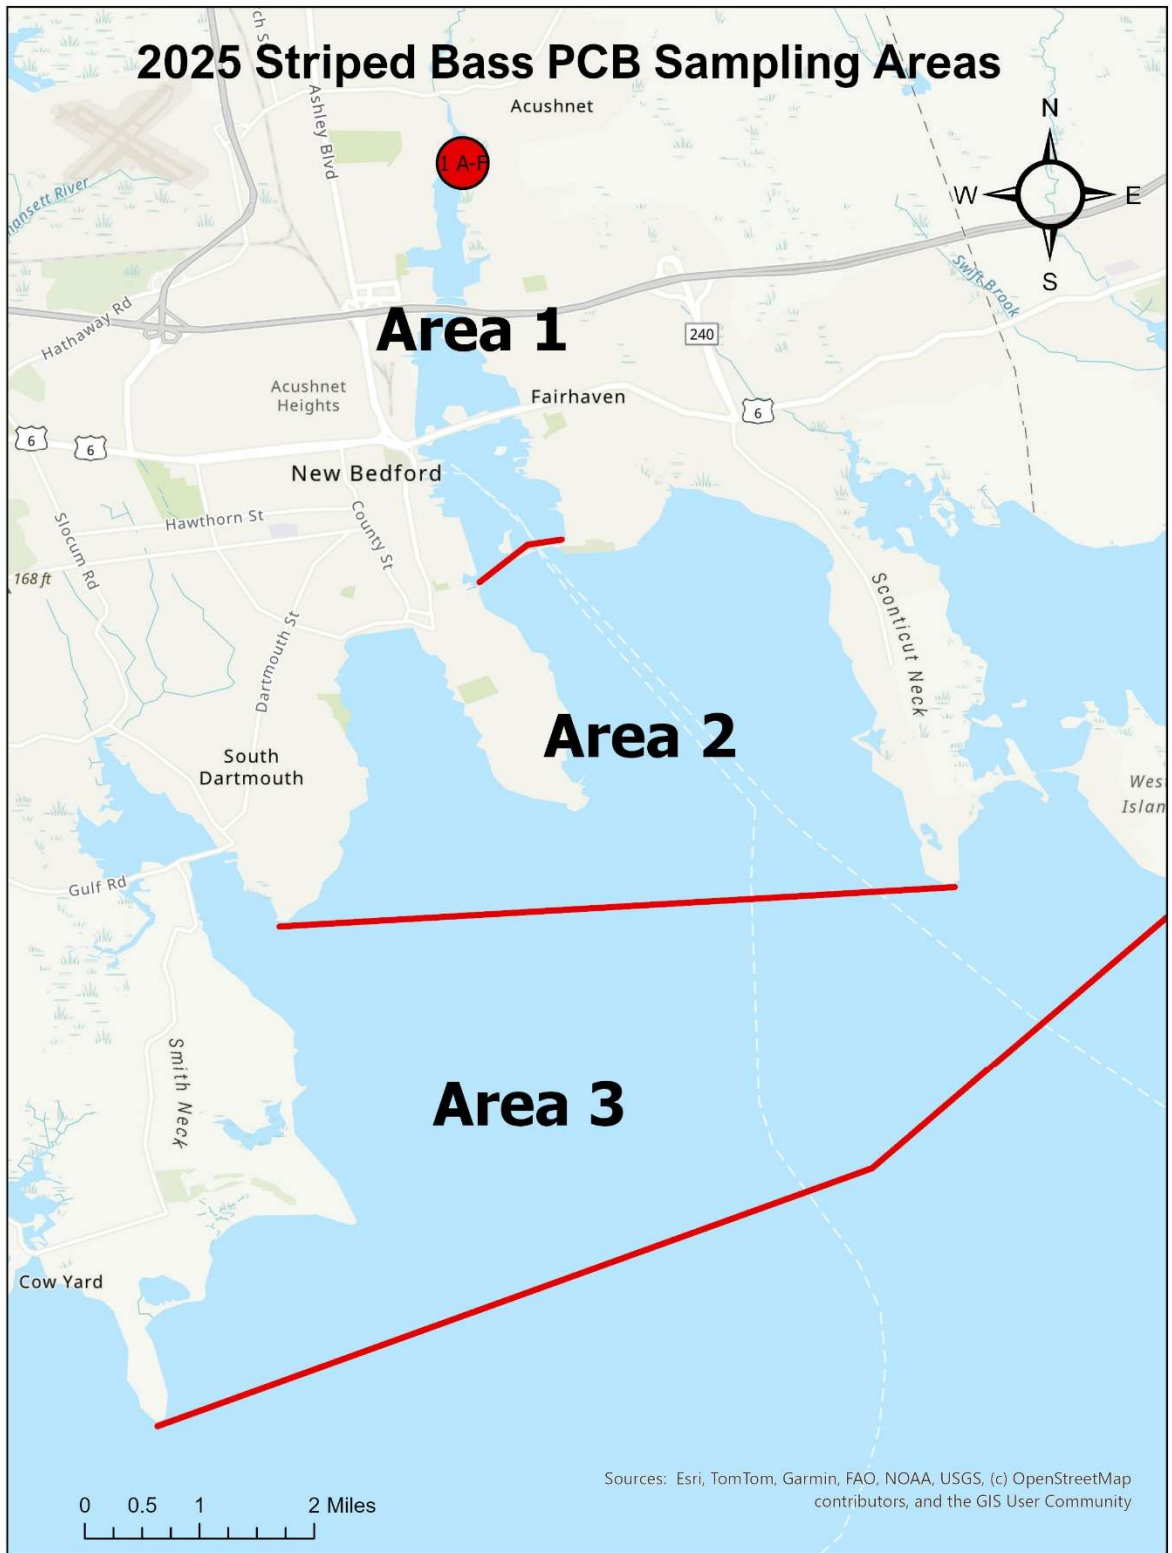 2025 Striped Bass PCB Sampling Areas
Ashley Blvd
Acushnet
N
W
E
S
1 A-F
Swift Brook
Hathaway Rd
Area 1
240
Acushnet
Heights
Fairhaven
6
6
6
New Bedford
Hawthorn St
County St
Slocum Rd
168 ft
Sconticut Neck
Dartmouth St
Area 2
South
Dartmouth
Gulf Rd
Smith Neck
Area 3
Cow Yard
Sources: Esri, TomTom, Garmin, FAO, NOAA, USGS, (c) OpenStreetMap
contributors, and the GIS User Community
0 0.5 1 2 Miles